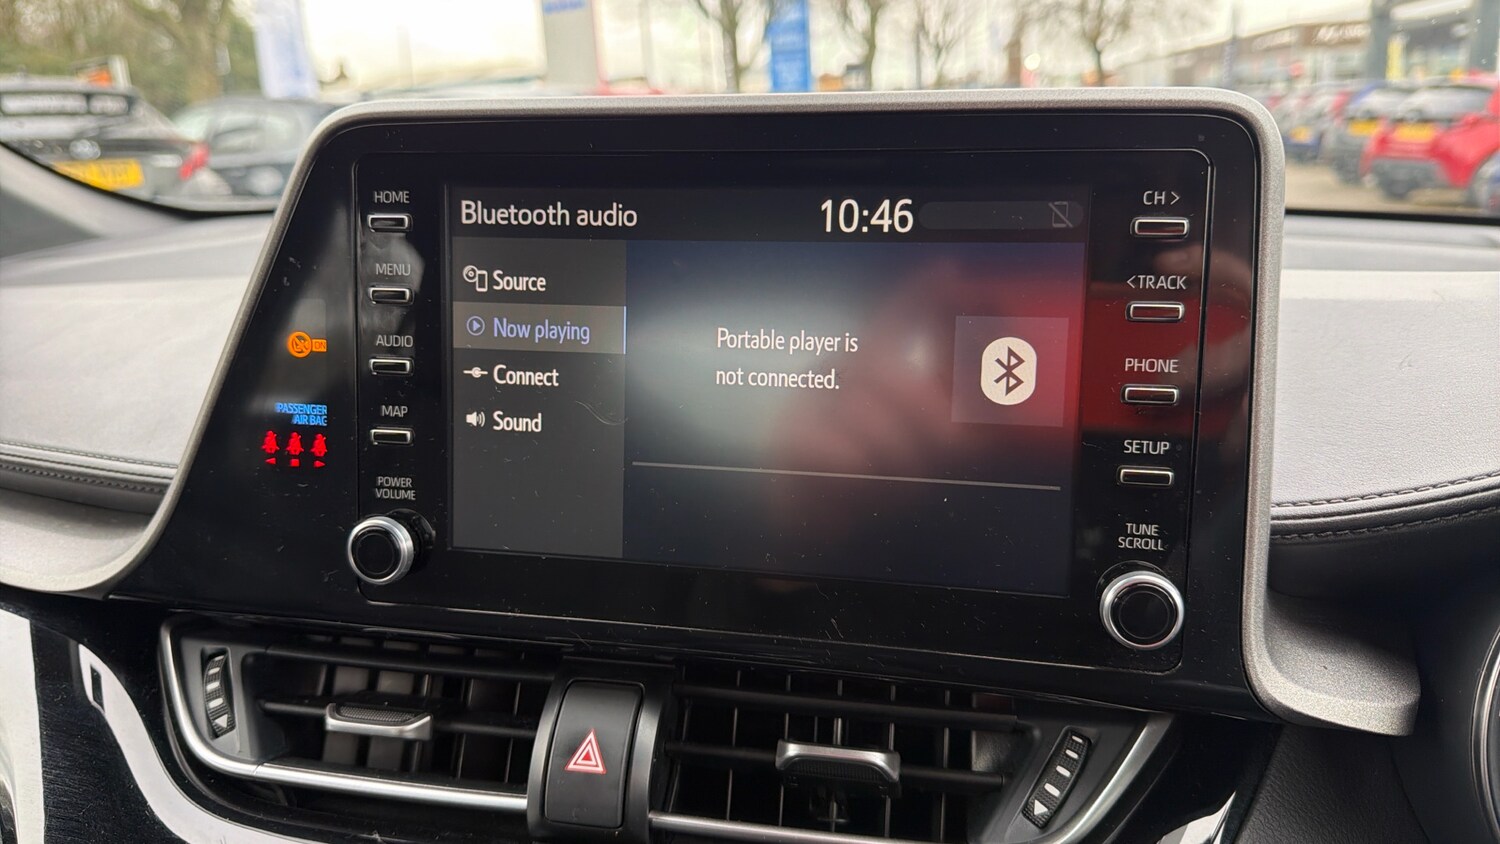 HOME
MENU
AUDIO
MAP
POWER
VOLUME
PASSENGER
AIR BAG
Bluetooth audio
10:46
Source
Now playing
Connect
Sound
Portable player is
not connected.
CH >
<TRACK
PHONE
SETUP
TUNE
SCROLL